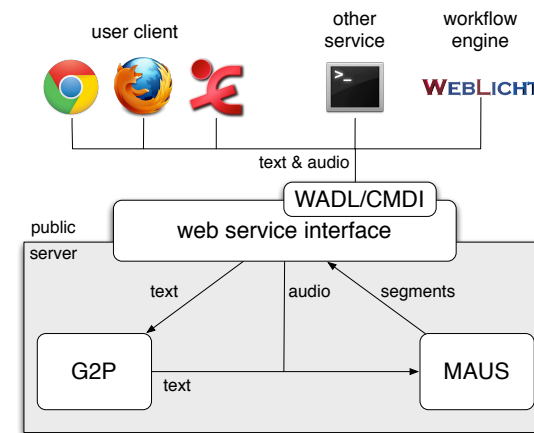 user client
other
service
workflow
engine
>_
WEBLICHT
text & audio
WADL/CMDI
public
web service interface
server
text
audio
segments
G2P
text
MAUS